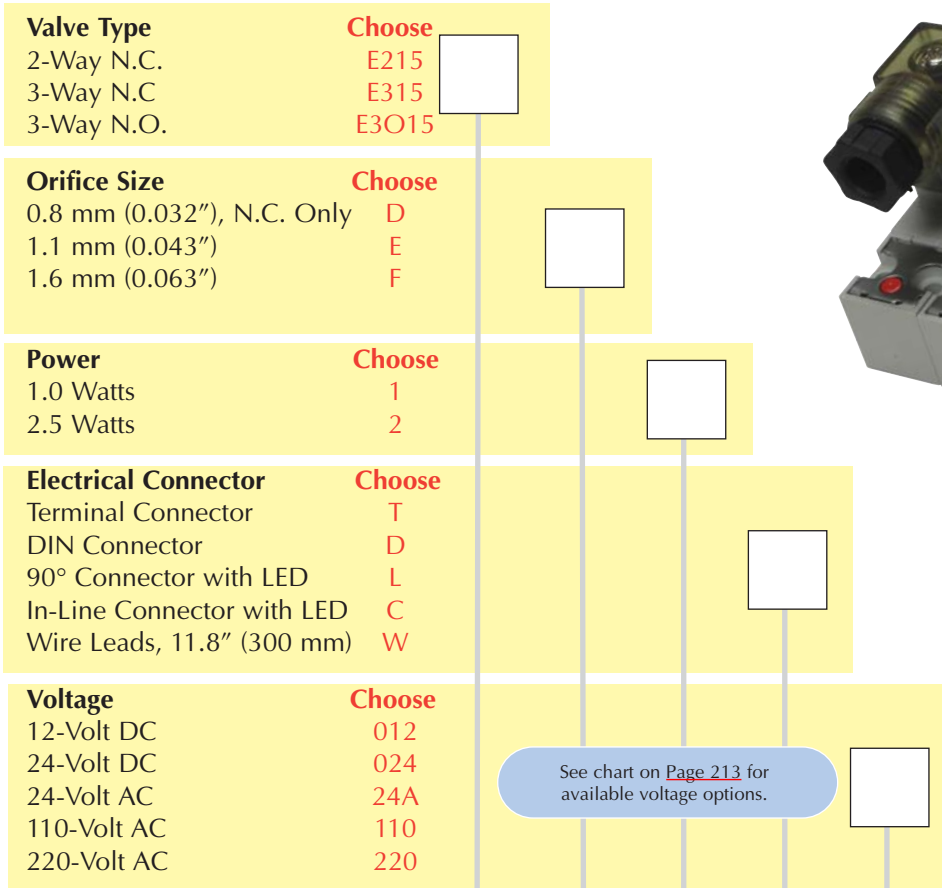 Valve Type Choose
2-Way N.C. E215
3-Way N.C E315
3-Way N.O. E3O15
Orifice Size Choose
0.8 mm (0.032″), N.C. Only D
1.1 mm (0.043″) E
1.6 mm (0.063″) F
Power Choose
1.0 Watts 1
2.5 Watts 2
Electrical Connector Choose
Terminal Connector T
DIN Connector D
90° Connector with LED L
In-Line Connector with LED C
Wire Leads, 11.8″ (300 mm) W
Voltage Choose
12-Volt DC 012
24-Volt DC 024
24-Volt AC 24A
110-Volt AC 110
220-Volt AC 220
See chart on Page 213 for
available voltage options.